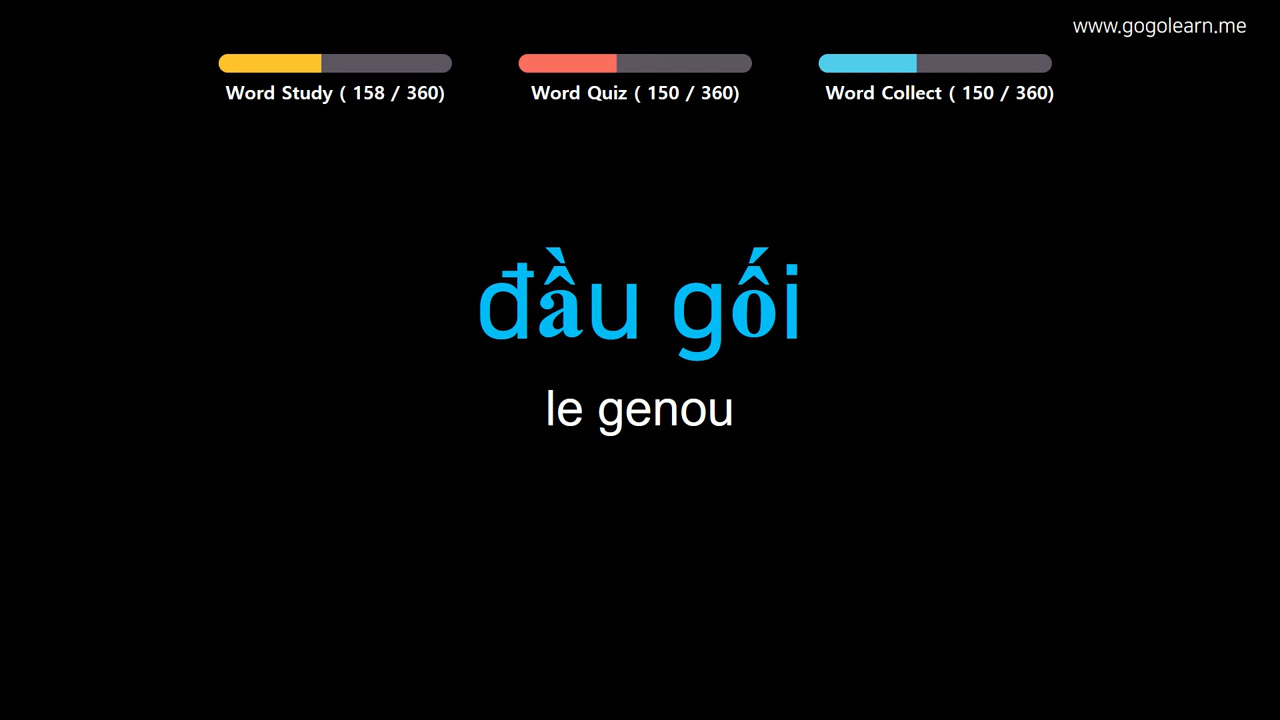 www.gogolearn.me
Word Study ( 158 / 360)
Word Quiz ( 150 / 360)
Word Collect ( 150 / 360)
đầu gối
le genou